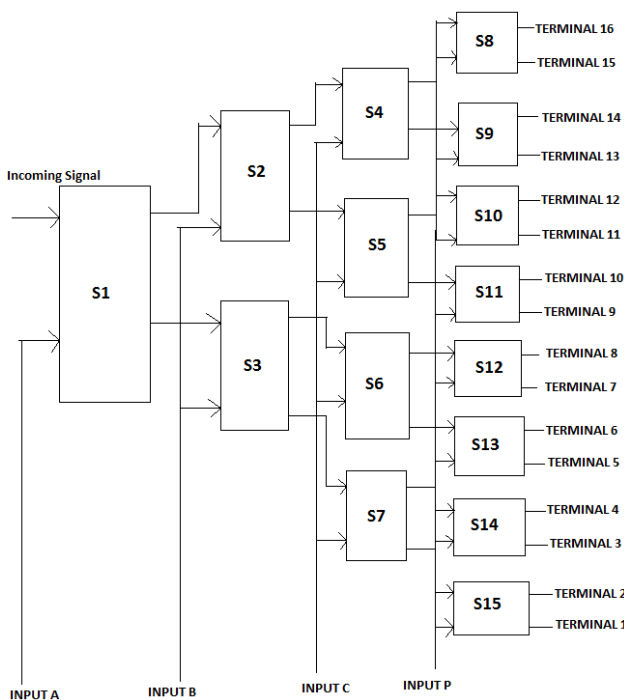 S8
TERMINAL 16
TERMINAL 15
S4
S9
TERMINAL 14
TERMINAL 13
S2
Incoming Signal
S10
TERMINAL 12
TERMINAL 11
S5
S1
S11
TERMINAL 10
TERMINAL 9
S3
S6
S12
TERMINAL 8
TERMINAL 7
S13
TERMINAL 6
TERMINAL 5
S7
S14
TERMINAL 4
TERMINAL 3
S15
TERMINAL 2
TERMINAL 1
INPUT A
INPUT B
INPUT C
INPUT P